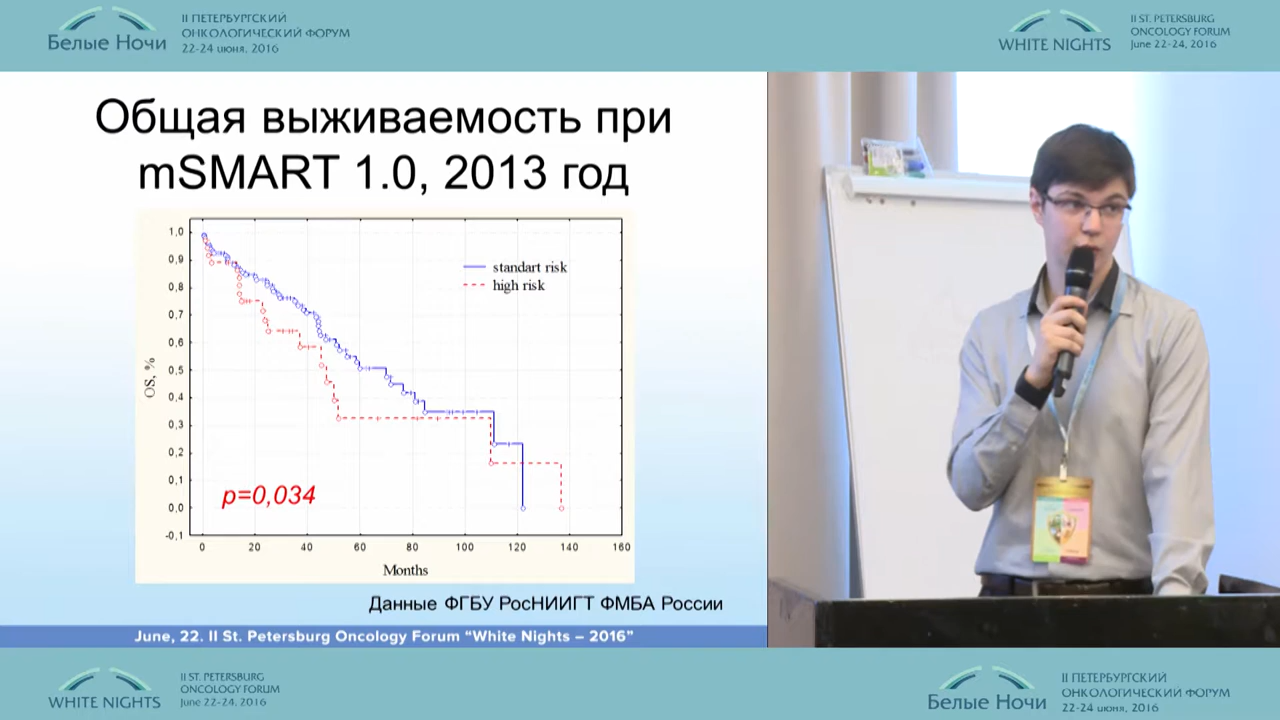 Белые Ночи
II ПЕТЕРБУРГСКИЙ
ОНКОЛОГИЧЕСКИЙ ФОРУМ
22-24 июня, 2016
WHITE NIGHTS
II ST. PETERSBURG
ONCOLOGY FORUM
June 22-24, 2016
Общая выживаемость при
mSMART 1.0, 2013 год
1,0
0,9
0,8
0,7
0,6
0,5
0,4
0,3
0,2
0,1
0,0
-0,1
OS, %
standart risk
high risk
p=0,034
0 20 40 60 80 100 120 140 160
Months
Данные ФГБУ РосНИИГТ ФМБА России
June, 22. II St. Petersburg Oncology Forum “White Nights – 2016”
WHITE NIGHTS
II ST. PETERSBURG
ONCOLOGY FORUM
June 22-24, 2016
Белые Ночи
II ПЕТЕРБУРГСКИЙ
ОНКОЛОГИЧЕСКИЙ ФОРУМ
22-24 июня, 2016